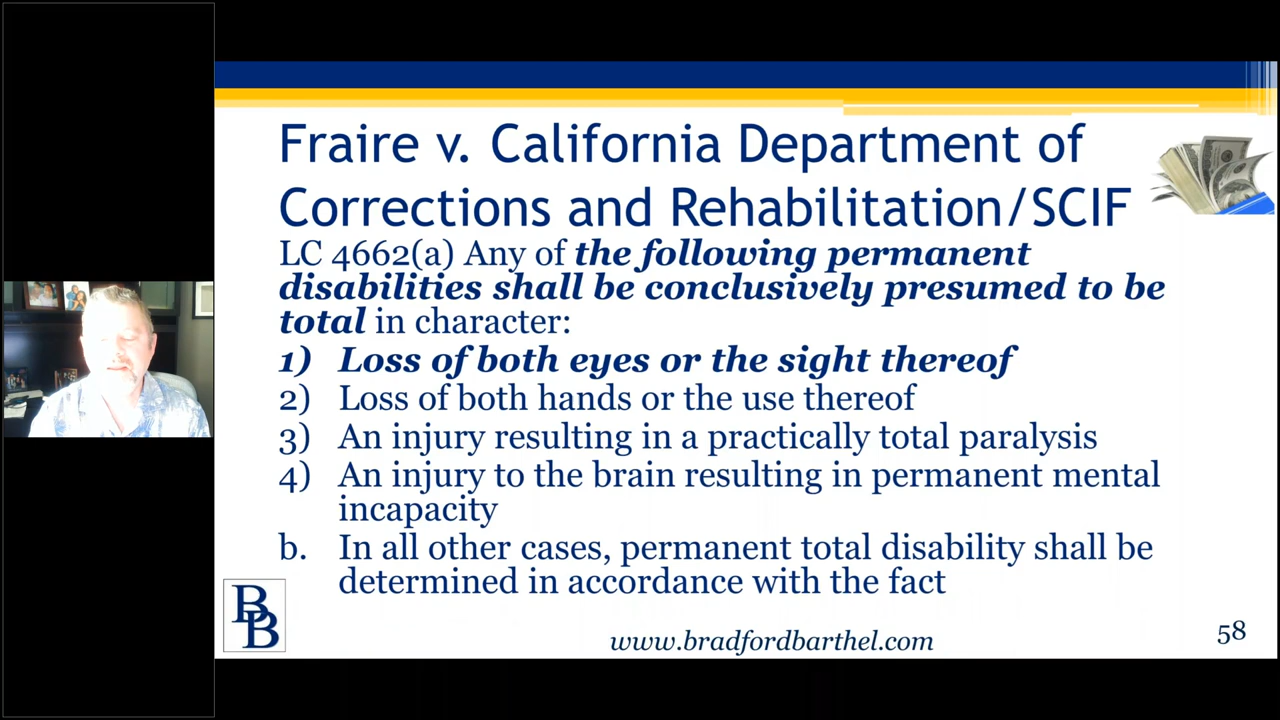 Fraire v. California Department of
Corrections and Rehabilitation/SCIF
LC 4662(a) Any of the following permanent
disabilities shall be conclusively presumed to be
total in character:
1) Loss of both eyes or the sight thereof
2) Loss of both hands or the use thereof
3) An injury resulting in a practically total paralysis
4) An injury to the brain resulting in permanent mental
incapacity
b. In all other cases, permanent total disability shall be
determined in accordance with the fact
BB
www.bradfordbarthel.com
58